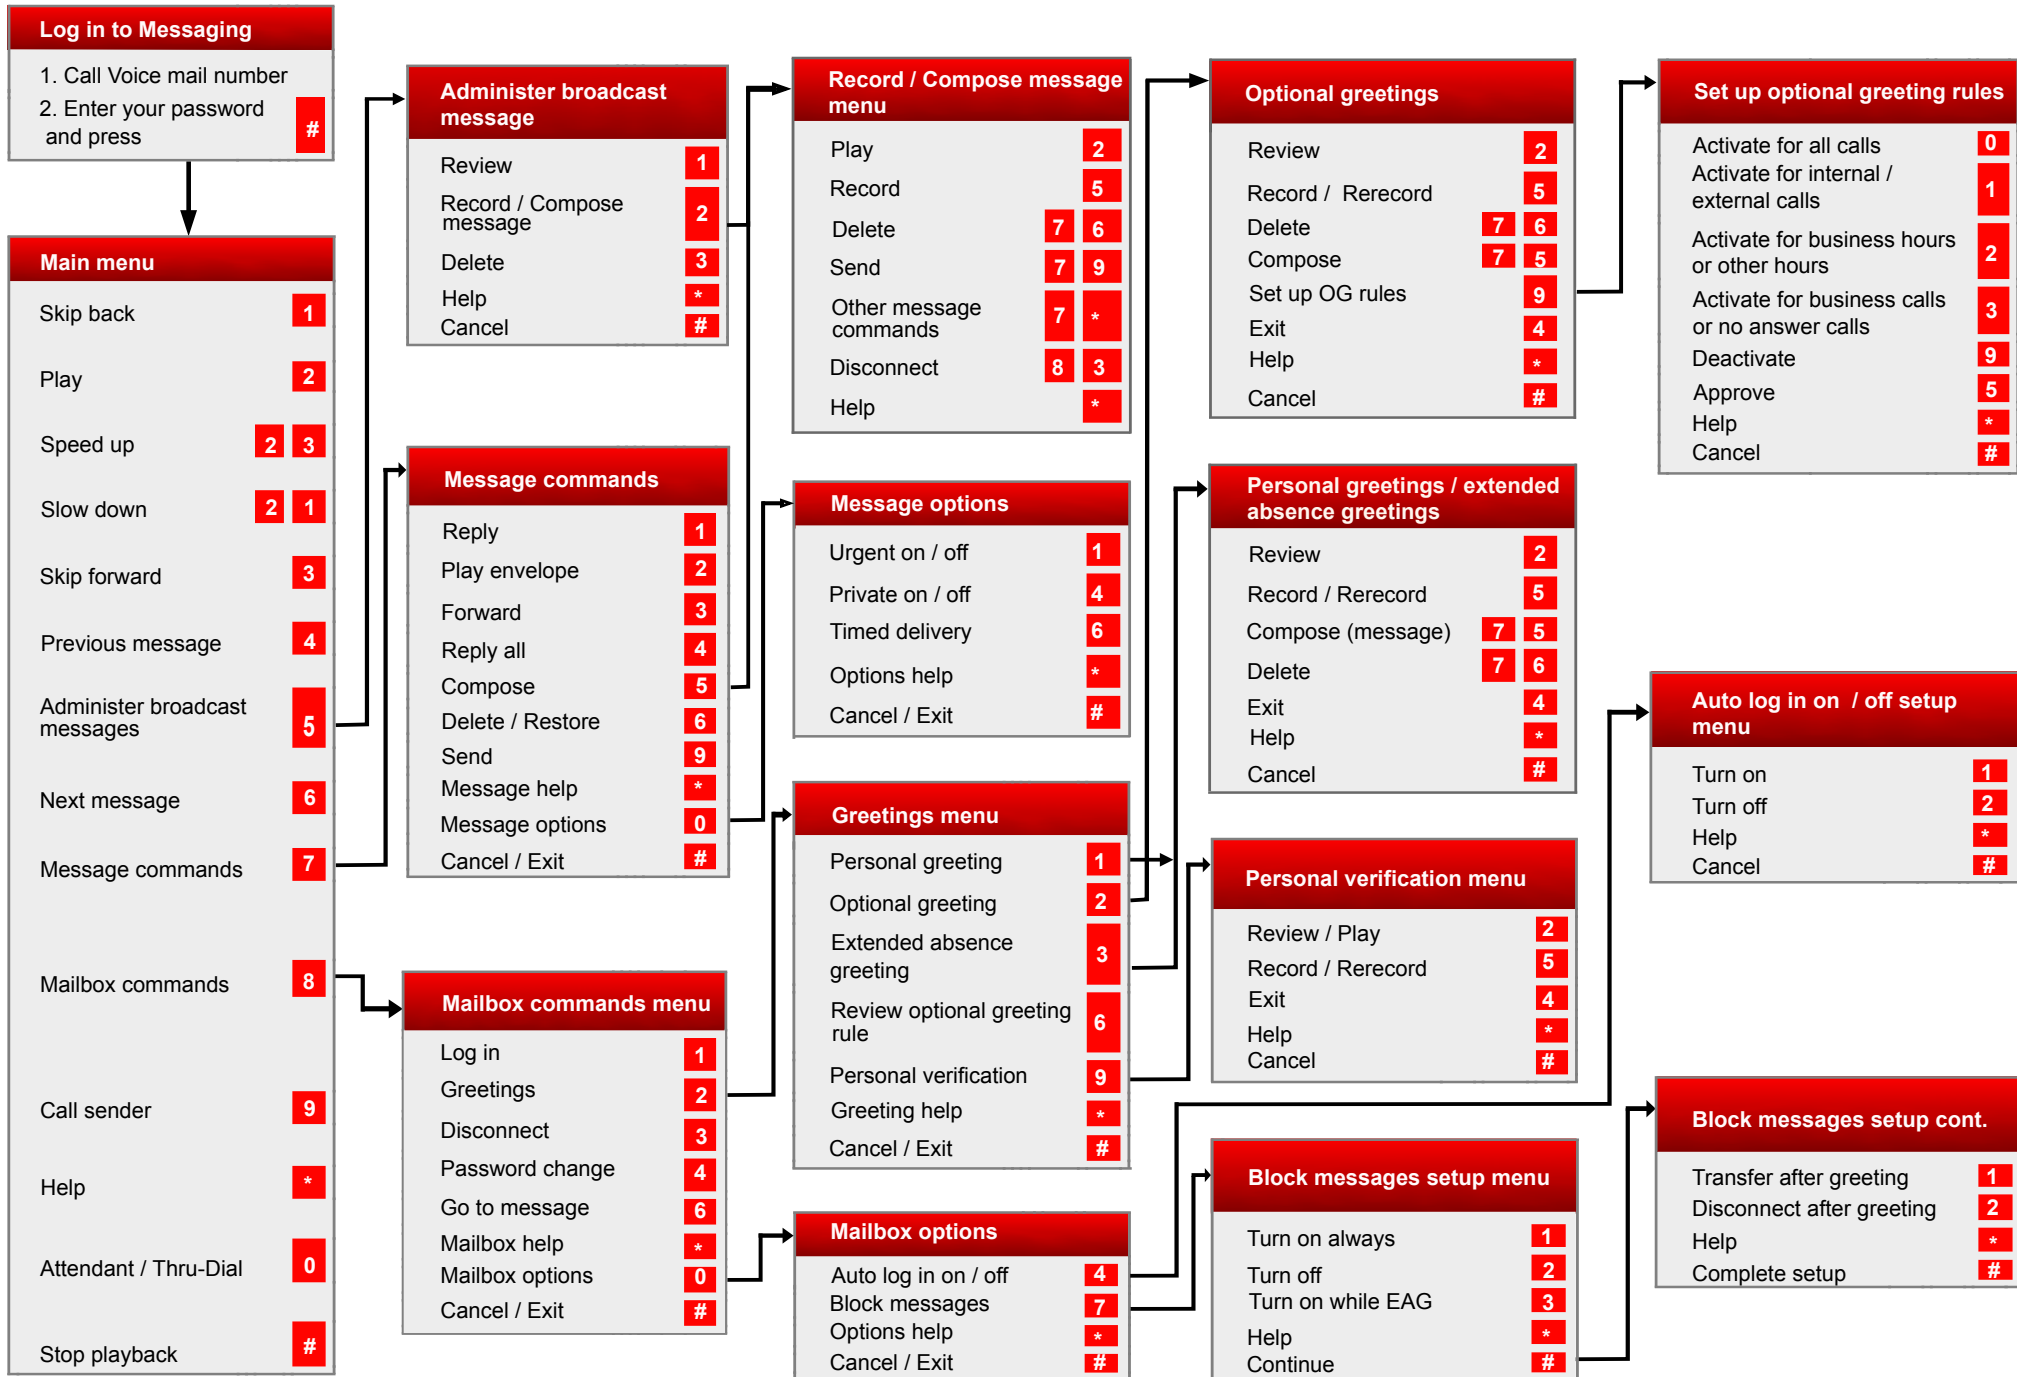 Log in to Messaging
1. Call Voice mail number
2. Enter your password
and press #
Main menu
Skip back 1
Play 2
Speed up 2 3
Slow down 2 1
Skip forward 3
Previous message 4
Administer broadcast
messages 5
Next message 6
Message commands 7
Mailbox commands 8
Call sender 9
Help *
Attendant / Thru-Dial 0
Stop playback #
Administer broadcast
message
Review 1
Record / Compose
message 2
Delete 3
Help *
Cancel #
Message commands
Reply 1
Play envelope 2
Forward 3
Reply all 4
Compose 5
Delete / Restore 6
Send 9
Message help *
Message options 0
Cancel / Exit #
Mailbox commands menu
Log in 1
Greetings 2
Disconnect 3
Password change 4
Go to message 6
Mailbox help *
Mailbox options 0
Cancel / Exit #
Record / Compose message
menu
Play 2
Record 5
Delete 7 6
Send 7 9
Other message
commands 7 *
Disconnect 8 3
Help *
Message options
Urgent on / off 1
Private on / off 4
Timed delivery 6
Options help *
Cancel / Exit #
Greetings menu
Personal greeting 1
Optional greeting 2
Extended absence
greeting 3
Review optional greeting
rule 6
Personal verification 9
Greeting help *
Cancel / Exit #
Mailbox options
Auto log in on / off 4
Block messages 7
Options help *
Cancel / Exit #
Optional greetings
Review 2
Record / Rerecord 5
Delete 7 6
Compose 7 5
Set up OG rules 9
Exit 4
Help *
Cancel #
Personal greetings / extended
absence greetings
Review 2
Record / Rerecord 5
Compose (message) 7 5
Delete 7 6
Exit 4
Help *
Cancel #
Personal verification menu
Review / Play 2
Record / Rerecord 5
Exit 4
Help *
Cancel #
Block messages setup menu
Turn on always 1
Turn off 2
Turn on while EAG 3
Help *
Continue #
Set up optional greeting rules
Activate for all calls 0
Activate for internal /
external calls 1
Activate for business hours
or other hours 2
Activate for business calls
or no answer calls 3
Deactivate 9
Approve 5
Help *
Cancel #
Auto log in on / off setup
menu
Turn on 1
Turn off 2
Help *
Cancel #
Block messages setup cont.
Transfer after greeting 1
Disconnect after greeting 2
Help *
Complete setup #